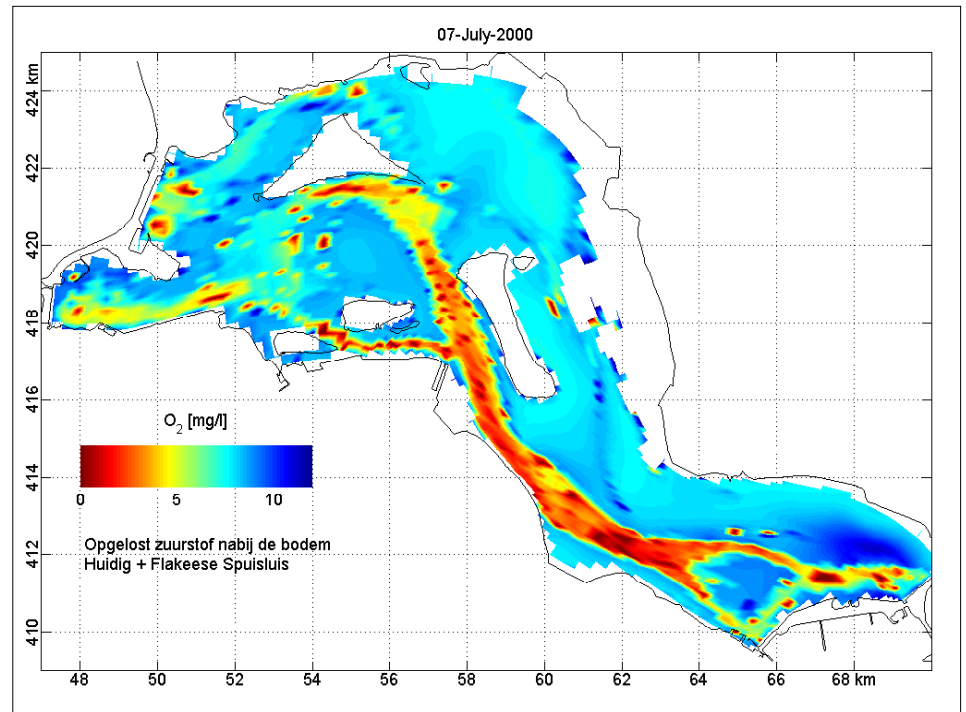 07-July-2000
424 km
422
420
418
416
414
412
410
O2 [mg/l]
0 5 10
Opgelost zuurstof nabij de bodem
Huidig + Flakeese Spuisluis
48 50 52 54 56 58 60 62 64 66 68 km